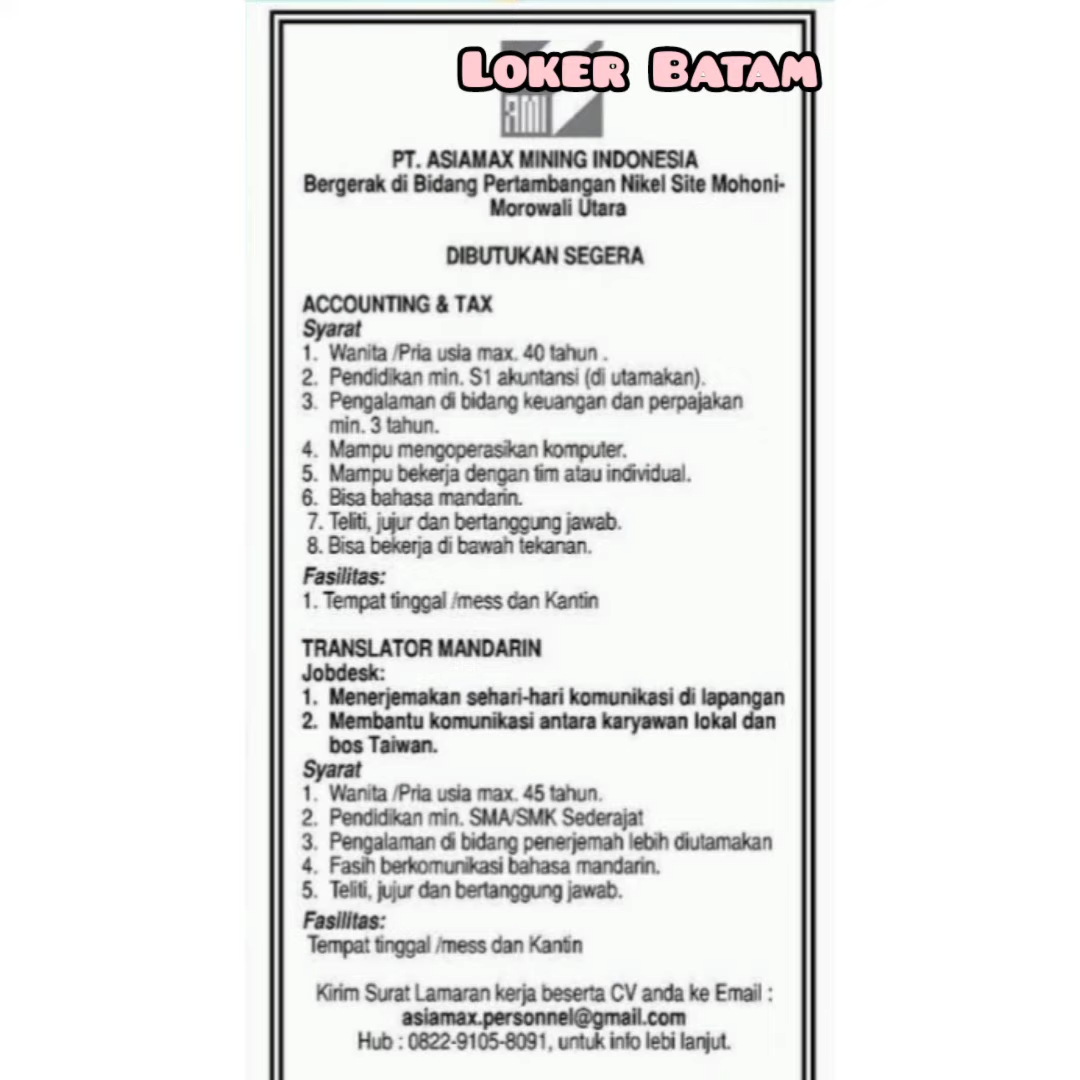 LOKER BATAM
AMI
PT. ASIAMAX MINING INDONESIA
Bergerak di Bidang Pertambangan Nikel Site Mohoni-
Morowali Utara
DIBUTUKAN SEGERA
ACCOUNTING & TAX
Syarat
1. Wanita /Pria usia max. 40 tahun .
2. Pendidikan min. S1 akuntansi (di utamakan).
3. Pengalaman di bidang keuangan dan perpajakan
min. 3 tahun.
4. Mampu mengoperasikan komputer.
5. Mampu bekerja dengan tim atau individual.
6. Bisa bahasa mandarin.
7. Teliti, jujur dan bertanggung jawab.
8. Bisa bekerja di bawah tekanan.
Fasilitas:
1. Tempat tinggal /mess dan Kantin
TRANSLATOR MANDARIN
Jobdesk:
1. Menerjemakan sehari-hari komunikasi di lapangan
2. Membantu komunikasi antara karyawan lokal dan
bos Taiwan.
Syarat
1. Wanita /Pria usia max. 45 tahun.
2. Pendidikan min. SMA/SMK Sederajat
3. Pengalaman di bidang penerjemah lebih diutamakan
4. Fasih berkomunikasi bahasa mandarin.
5. Teliti, jujur dan bertanggung jawab.
Fasilitas:
Tempat tinggal /mess dan Kantin
Kirim Surat Lamaran kerja beserta CV anda ke Email :
asiamax.personnel@gmail.com
Hub : 0822-9105-8091, untuk info lebi lanjut.